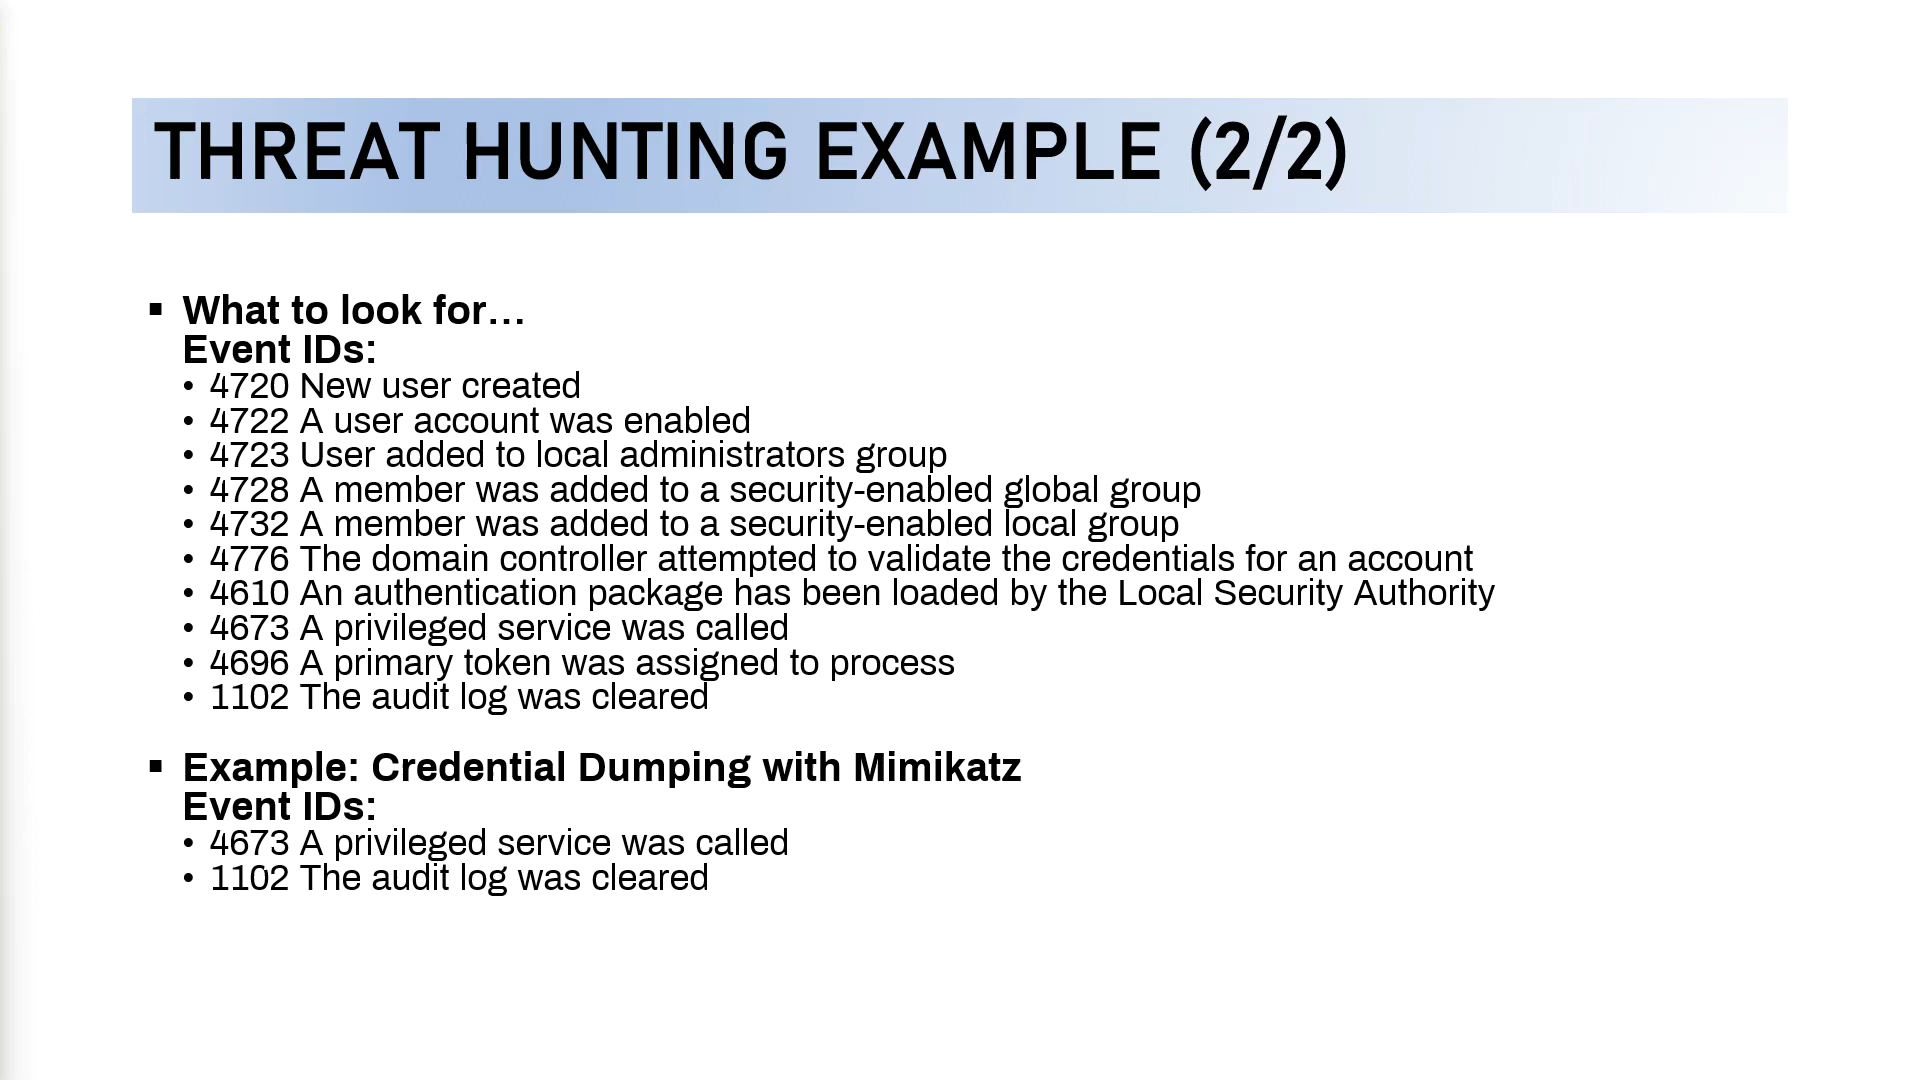 THREAT HUNTING EXAMPLE (2/2)
▪ What to look for…
Event IDs:
• 4720 New user created
• 4722 A user account was enabled
• 4723 User added to local administrators group
• 4728 A member was added to a security-enabled global group
• 4732 A member was added to a security-enabled local group
• 4776 The domain controller attempted to validate the credentials for an account
• 4610 An authentication package has been loaded by the Local Security Authority
• 4673 A privileged service was called
• 4696 A primary token was assigned to process
• 1102 The audit log was cleared
▪ Example: Credential Dumping with Mimikatz
Event IDs:
• 4673 A privileged service was called
• 1102 The audit log was cleared